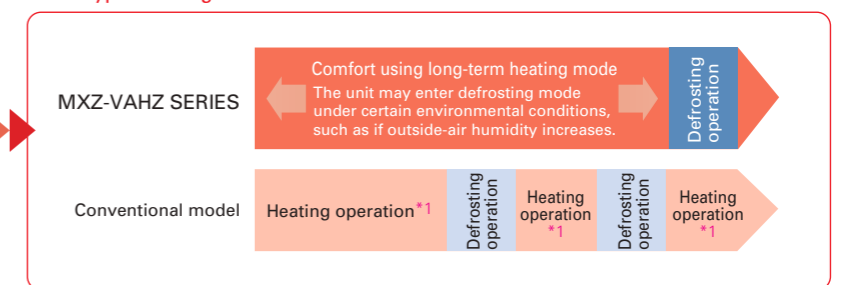 MXZ-VAHZ SERIES
Comfort using long-term heating mode
The unit may enter defrosting mode
under certain environmental conditions,
such as if outside-air humidity increases.
Defrosting
operation
Conventional model
Heating operation*1
Defrosting
operation
Heating
operation
*1
Defrosting
operation
Heating
operation
*1